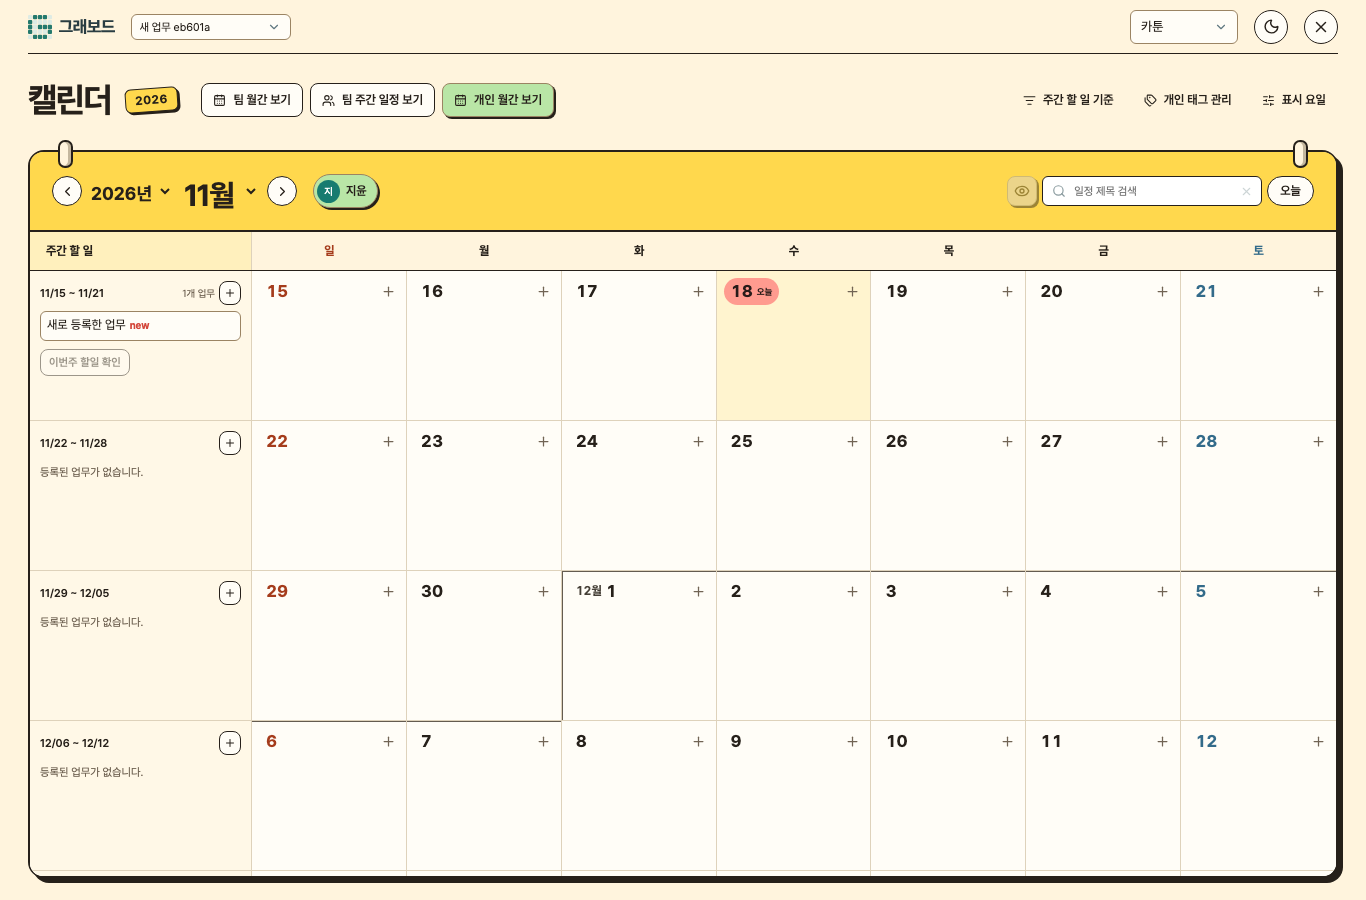 그래보드
새 업무 eb601a
카툰
캘린더
2026
팀 월간 보기
팀 주간 일정 보기
개인 월간 보기
주간 할 일 기준
개인 태그 관리
표시 요일
2026년
11월
지
지윤
일정 제목 검색
오늘
주간 할 일
일
월
화
수
목
금
토
11/15 ~ 11/21
1개 업무
새로 등록한 업무 new
이번주 할일 확인
15
16
17
18 오늘
19
20
21
11/22 ~ 11/28
등록된 업무가 없습니다.
22
23
24
25
26
27
28
11/29 ~ 12/05
등록된 업무가 없습니다.
29
30
12월 1
2
3
4
5
12/06 ~ 12/12
등록된 업무가 없습니다.
6
7
8
9
10
11
12